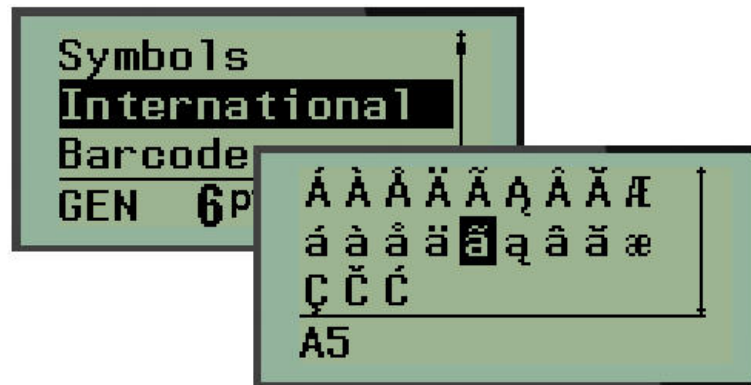 Symbols
International
Barcode
GEN 6
Á À Å Ä Ã Ą Â Ă Æ
á à å ä ã ą â ă æ
Ç Č Ć
A5